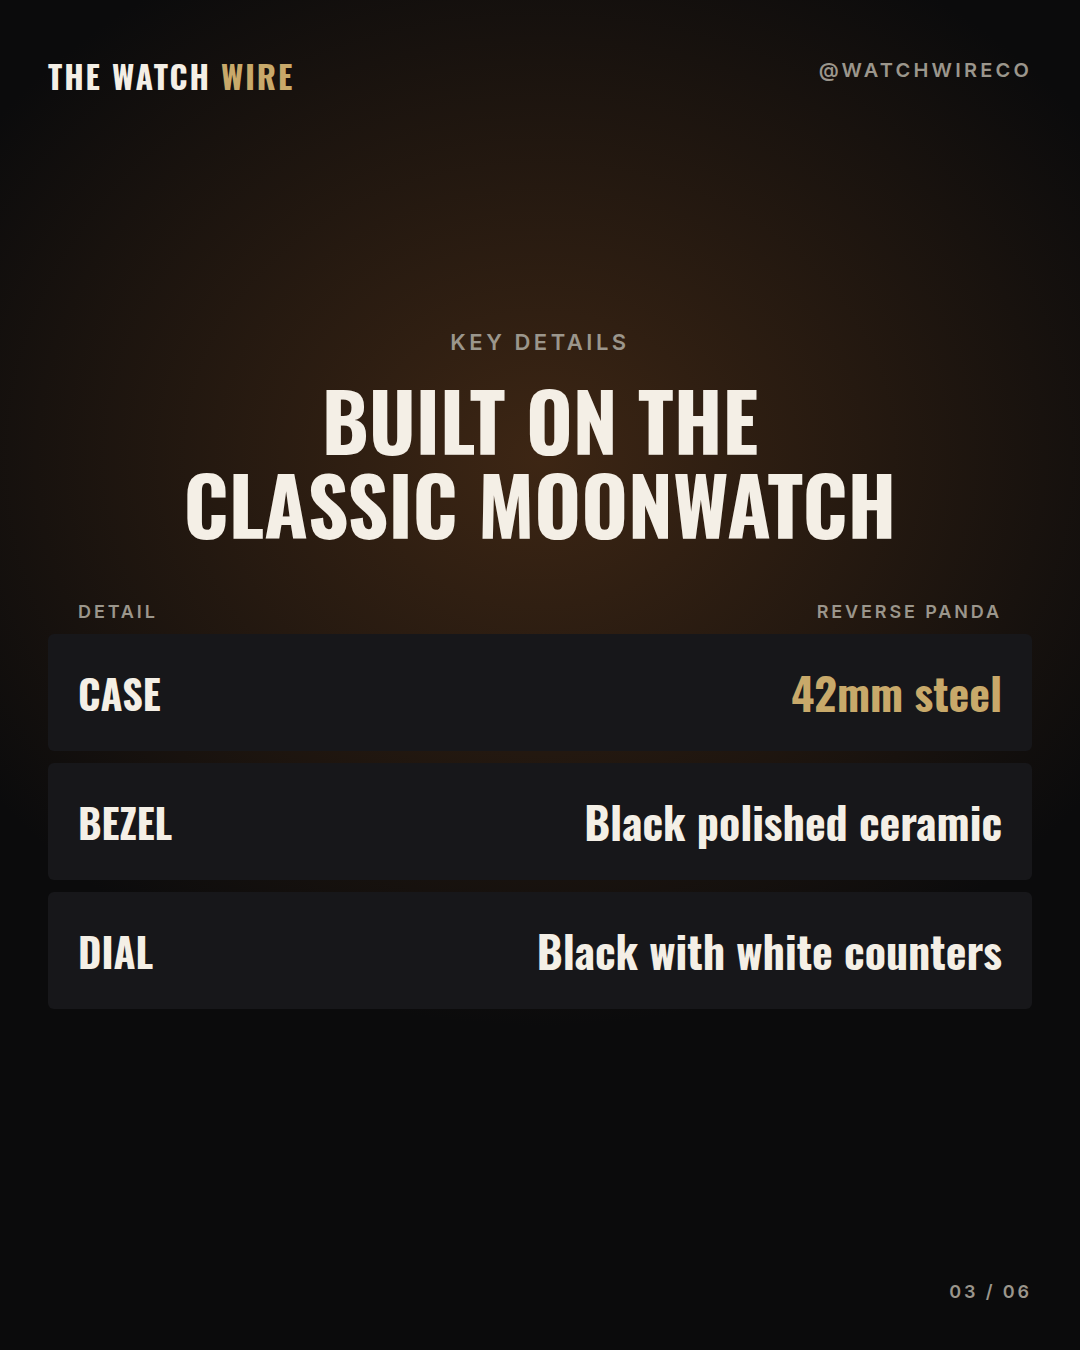 THE WATCH WIRE
@WATCHWIRECO
KEY DETAILS
BUILT ON THE
CLASSIC MOONWATCH
DETAIL
REVERSE PANDA
CASE
42mm steel
BEZEL
Black polished ceramic
DIAL
Black with white counters
03 / 06